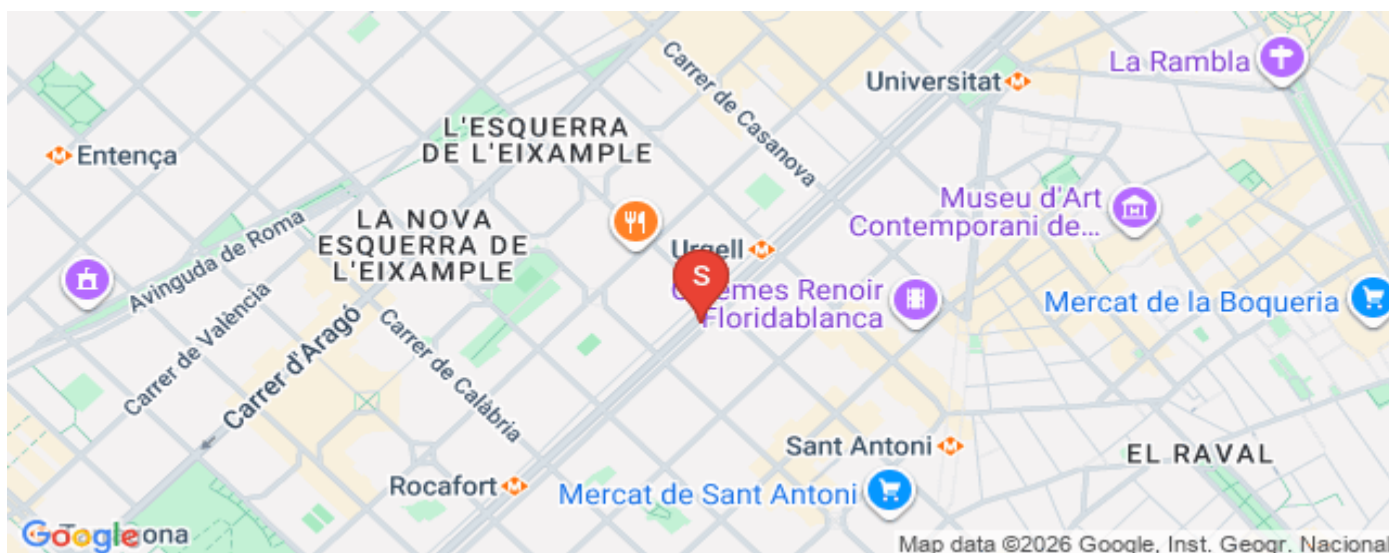 Carrer de Casanova
La Rambla
Universitat
L'ESQUERRA
DE L'EIXAMPLE
Entença
Museu d'Art
Contemporani de...
LA NOVA
ESQUERRA DE
L'EIXAMPLE
Avinguda de Roma
Urgell
S
Renoir
Floridablanca
Mercat de la Boqueria
Carrer de València
Carrer d'Aragó
Carrer de Calàbria
Sant Antoni
EL RAVAL
Rocafort
Mercat de Sant Antoni
Google
ona
Map data ©2026 Google, Inst. Geogr. Nacional